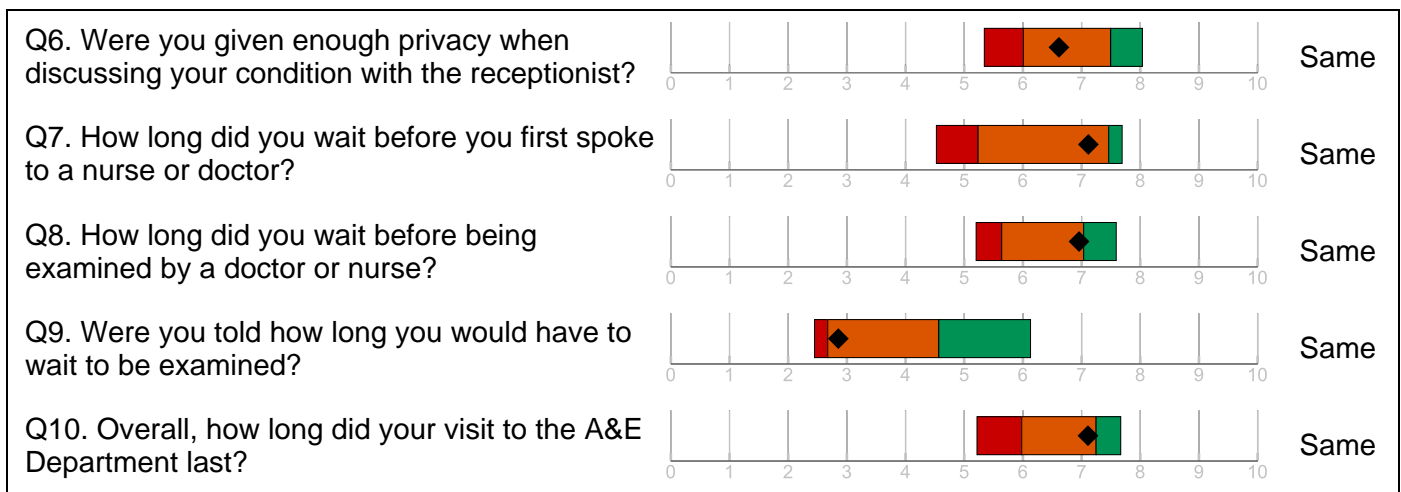 Q6. Were you given enough privacy when
discussing your condition with the receptionist?
0 1 2 3 4 5 6 7 8 9 10
Same
Q7. How long did you wait before you first spoke
to a nurse or doctor?
0 1 2 3 4 5 6 7 8 9 10
Same
Q8. How long did you wait before being
examined by a doctor or nurse?
0 1 2 3 4 5 6 7 8 9 10
Same
Q9. Were you told how long you would have to
wait to be examined?
0 1 2 3 4 5 6 7 8 9 10
Same
Q10. Overall, how long did your visit to the A&E
Department last?
0 1 2 3 4 5 6 7 8 9 10
Same